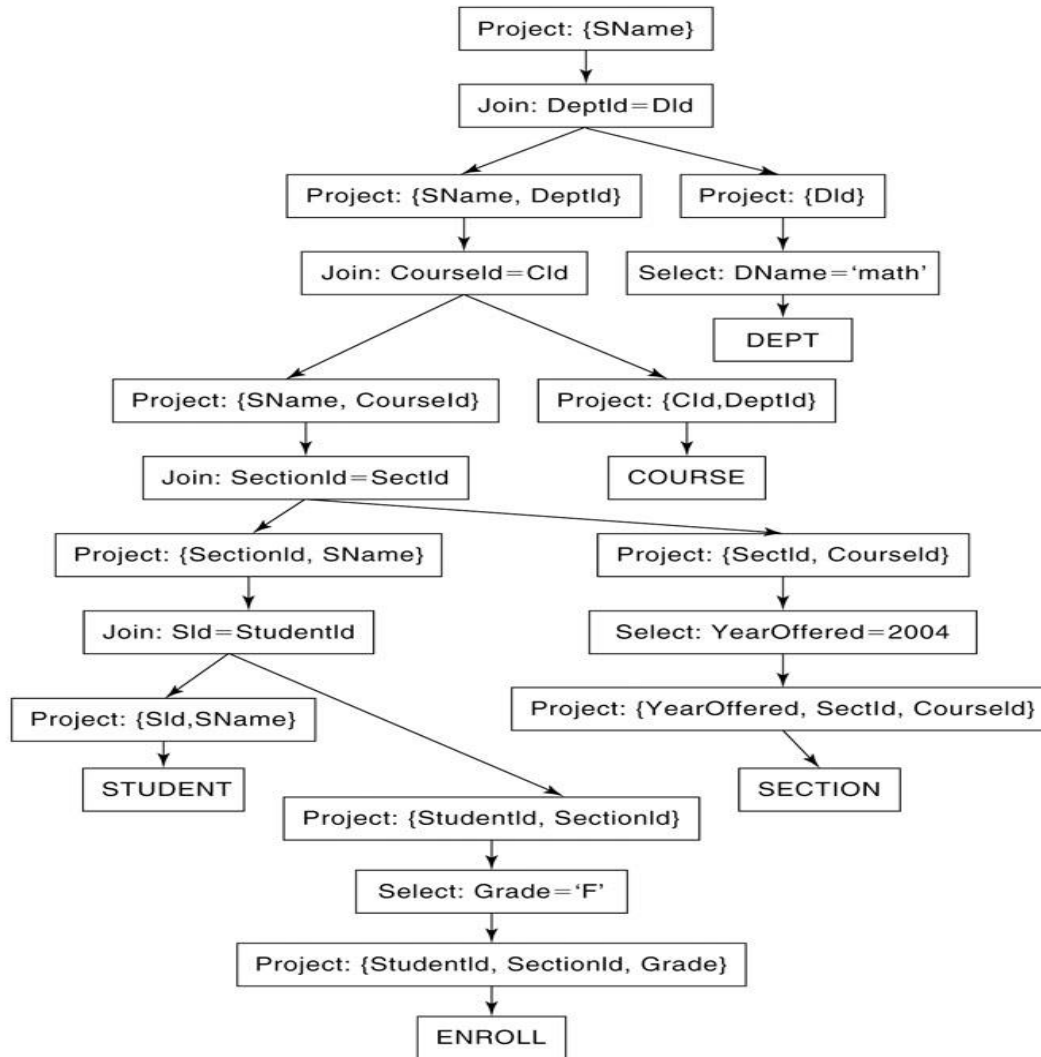 Project: {SName}
Join: DeptId=DId
Project: {SName, DeptId}
Project: {DId}
Join: CourseId=CId
Select: DName=‘math’
DEPT
Project: {SName, CourseId}
Project: {CId,DeptId}
Join: SectionId=SectId
COURSE
Project: {SectionId, SName}
Project: {SectId, CourseId}
Join: SId=StudentId
Select: YearOffered=2004
Project: {SId,SName}
Project: {YearOffered, SectId, CourseId}
STUDENT
SECTION
Project: {StudentId, SectionId}
Select: Grade=‘F’
Project: {StudentId, SectionId, Grade}
ENROLL